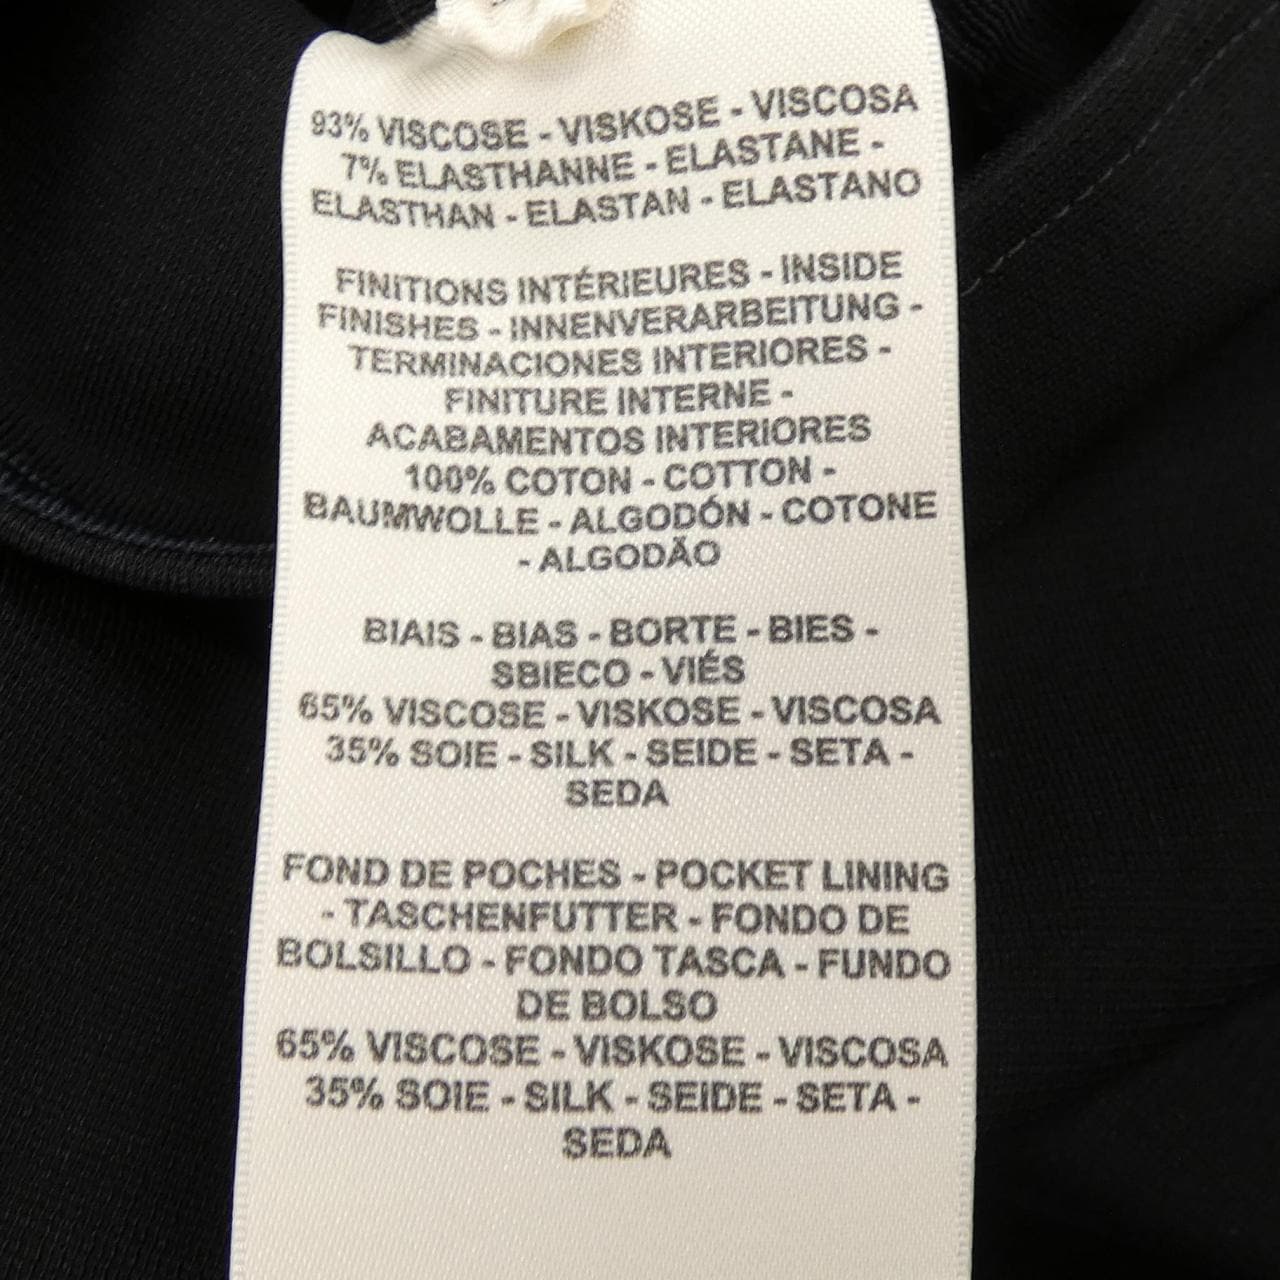 93% VISCOSE - VISKOSE - VISCOSA
7% ELASTHANNE - ELASTANE -
ELASTHAN - ELASTAN - ELASTANO
FINITIONS INTÉRIEURES - INSIDE
FINISHES - INNENVERARBEITUNG -
TERMINACIONES INTERIORES -
FINITURE INTERNE -
ACABAMENTOS INTERIORES
100% COTON - COTTON -
BAUMWOLLE - ALGODÓN - COTONE
- ALGODÃO
BIAIS - BIAS - BORTE - BIES -
SBIECO - VIÉS
65% VISCOSE - VISKOSE - VISCOSA
35% SOIE - SILK - SEIDE - SETA -
SEDA
FOND DE POCHES - POCKET LINING
- TASCHENFUTTER - FONDO DE
BOLSILLO - FONDO TASCA - FUNDO
DE BOLSO
65% VISCOSE - VISKOSE - VISCOSA
35% SOIE - SILK - SEIDE - SETA -
SEDA